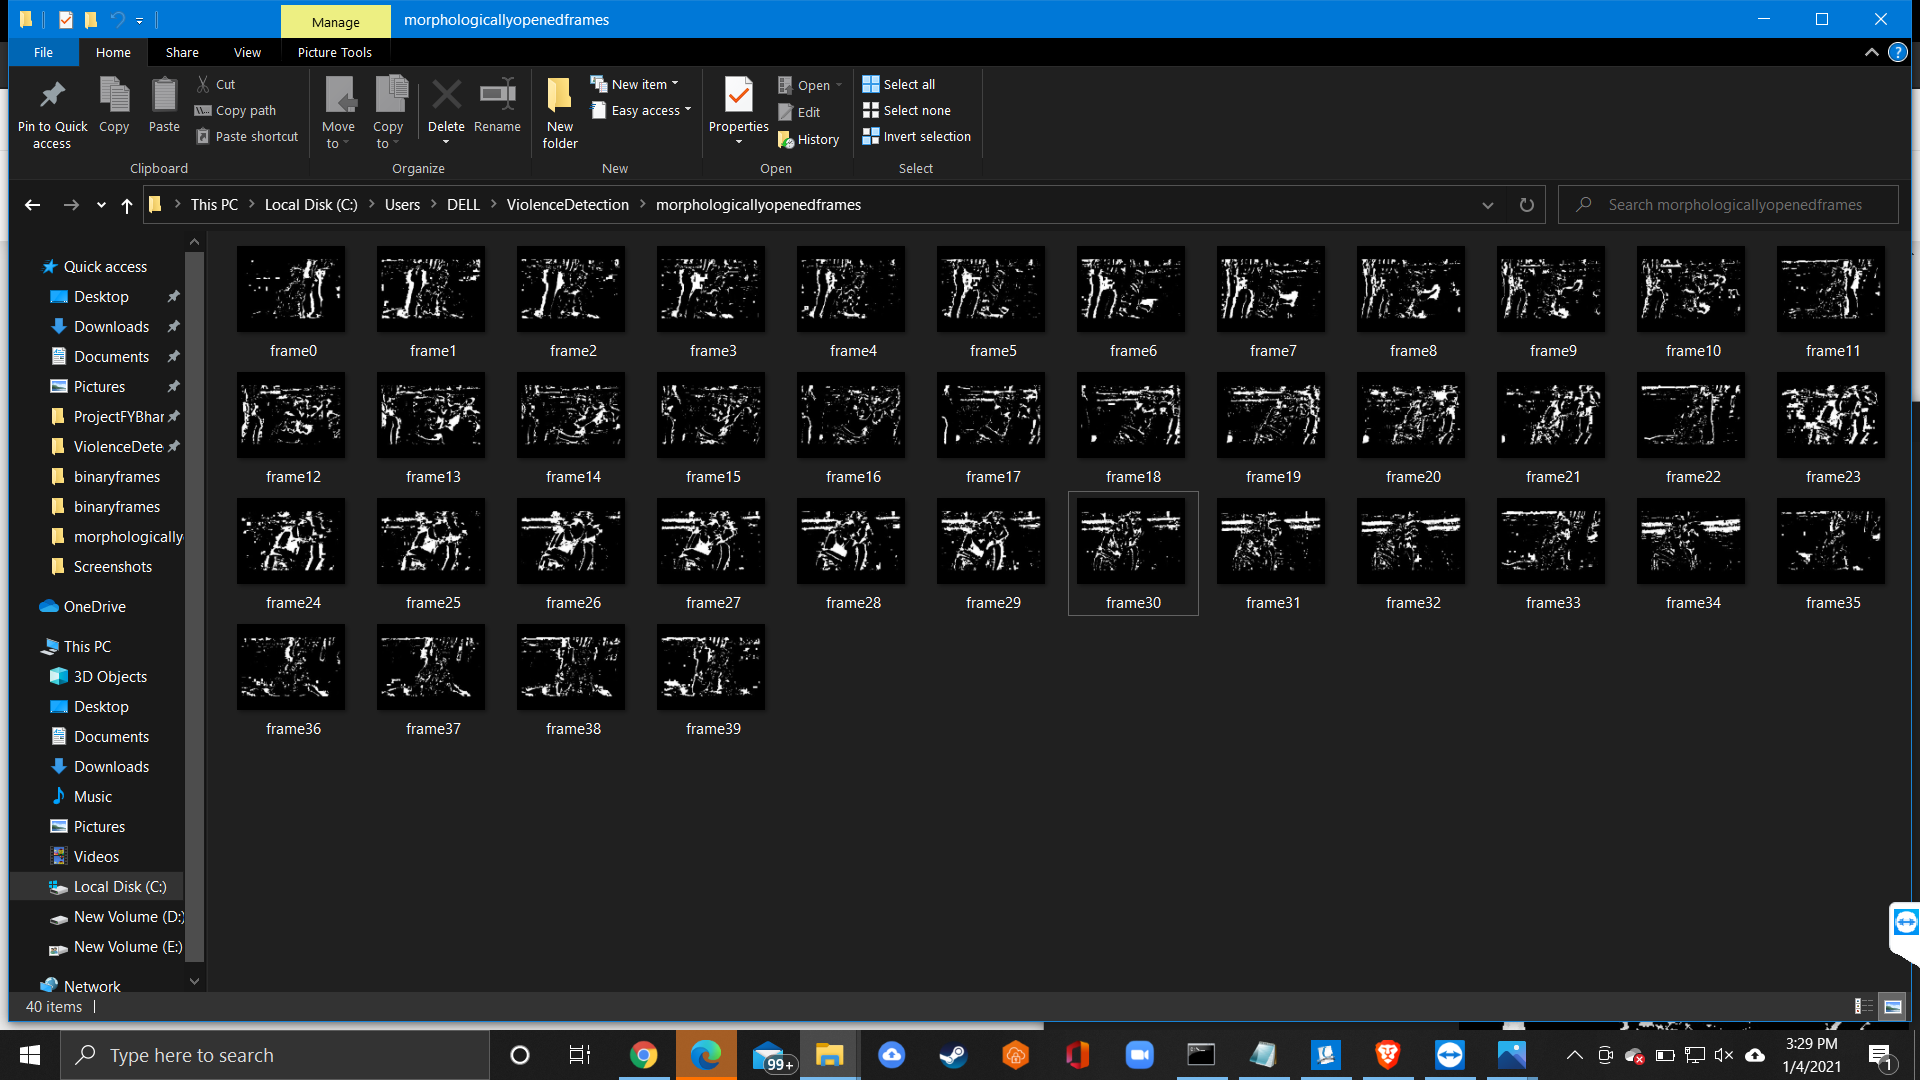 Manage
morphologicallyopenedframes
File
Home
Share
View
Picture Tools
?
Pin to Quick access
Copy
Paste
Cut
Copy path
Paste shortcut
Clipboard
Move to
Copy to
Delete
Rename
Organize
New folder
New item
Easy access
New
Properties
Open
Edit
History
Open
Select all
Select none
Invert selection
Select
This PC
Local Disk (C:)
Users
DELL
ViolenceDetection
morphologicallyopenedframes
Search morphologicallyopenedframes
Quick access
Desktop
Downloads
Documents
Pictures
ProjectFYBhar
ViolenceDete
binaryframes
binaryframes
morphologically
Screenshots
OneDrive
This PC
3D Objects
Desktop
Documents
Downloads
Music
Pictures
Videos
Local Disk (C:)
New Volume (D:)
New Volume (E:)
Network
frame0 frame1 frame2 frame3 frame4 frame5 frame6 frame7 frame8 frame9 frame10 frame11
frame12 frame13 frame14 frame15 frame16 frame17 frame18 frame19 frame20 frame21 frame22 frame23
frame24 frame25 frame26 frame27 frame28 frame29 frame30 frame31 frame32 frame33 frame34 frame35
frame36 frame37 frame38 frame39
40 items
Type here to search
99+
3:29 PM
1/4/2021
1